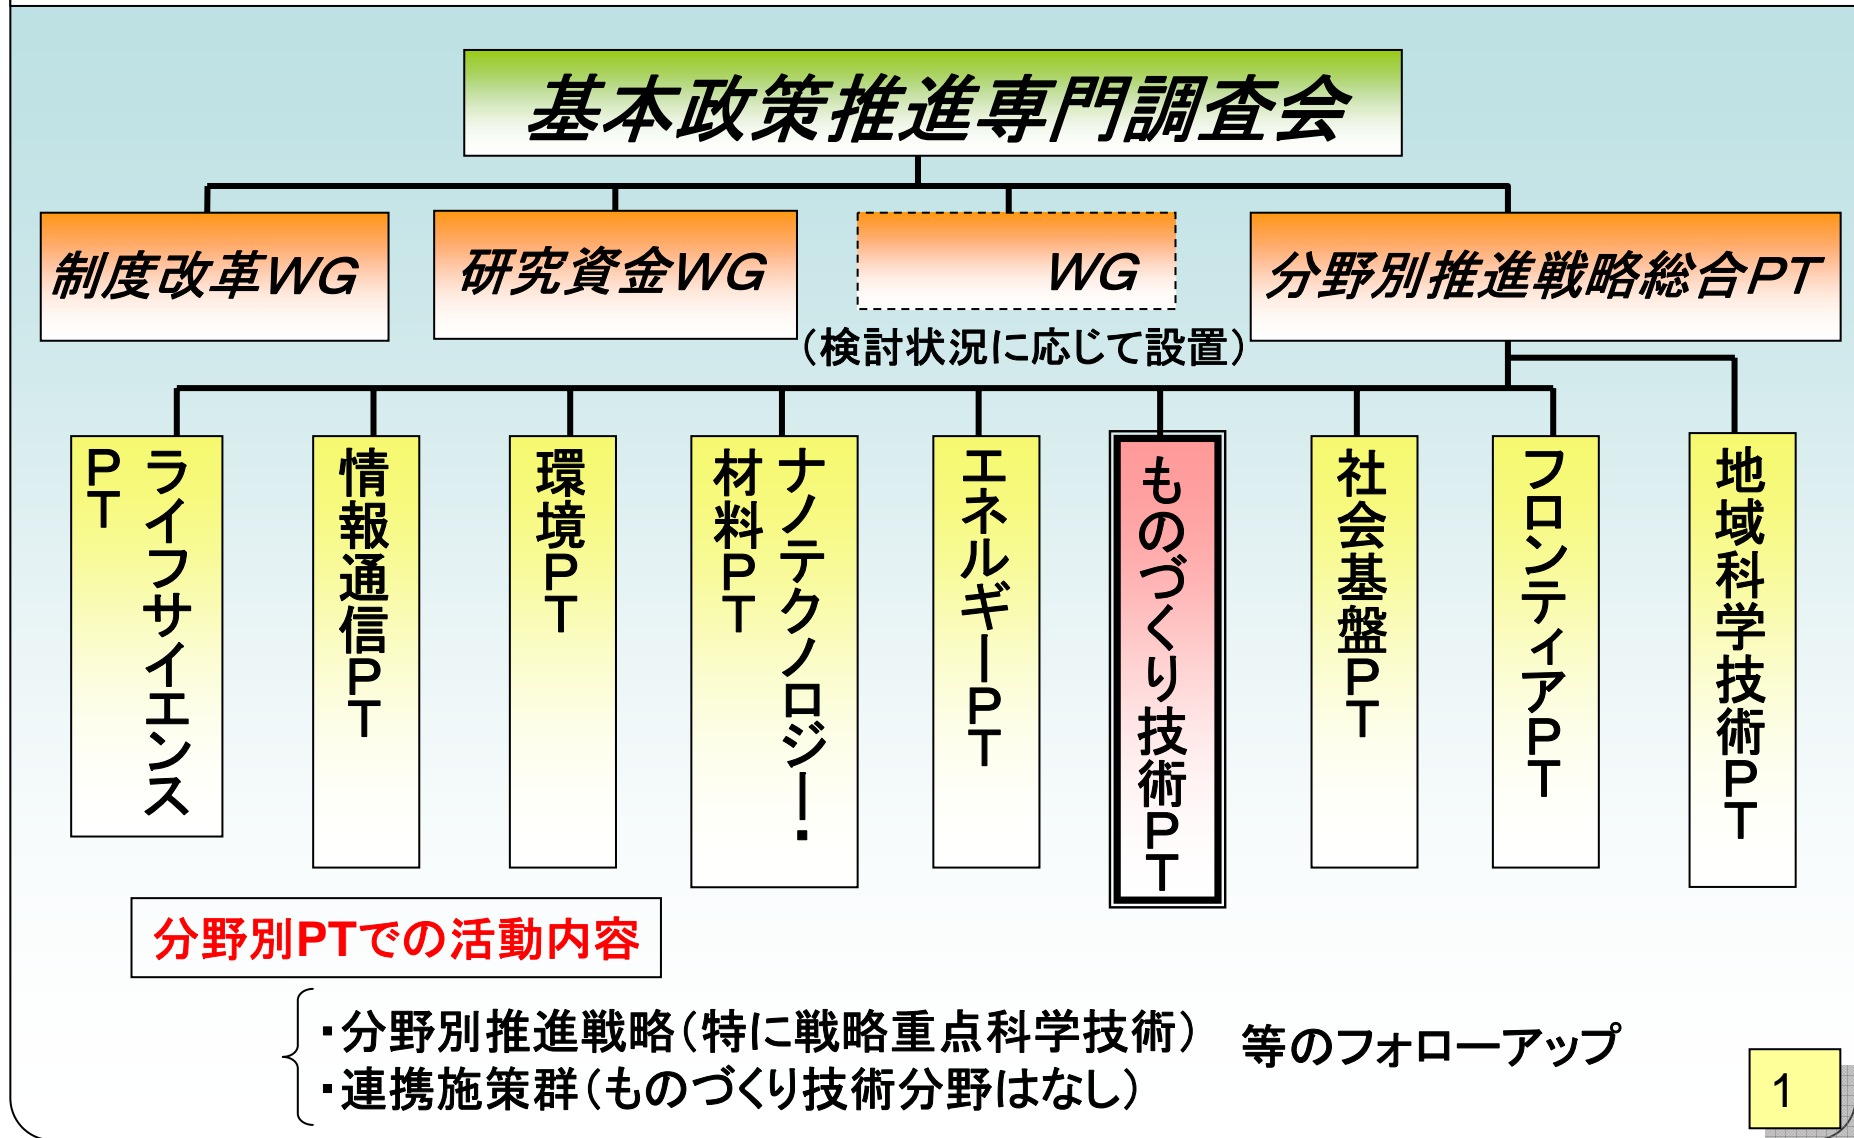 基本政策推進専門調査会
制度改革WG
研究資金WG
WG
分野別推進戦略総合PT
（検討状況に応じて設置）
ライフサイエンス
PT
情報通信PT
環境PT
ナノテクノロジー・
材料PT
エネルギーPT
ものづくり技術PT
社会基盤PT
フロンティアPT
地域科学技術PT
分野別PTでの活動内容
・分野別推進戦略（特に戦略重点科学技術）
・連携施策群（ものづくり技術分野はなし）
等のフォローアップ
1